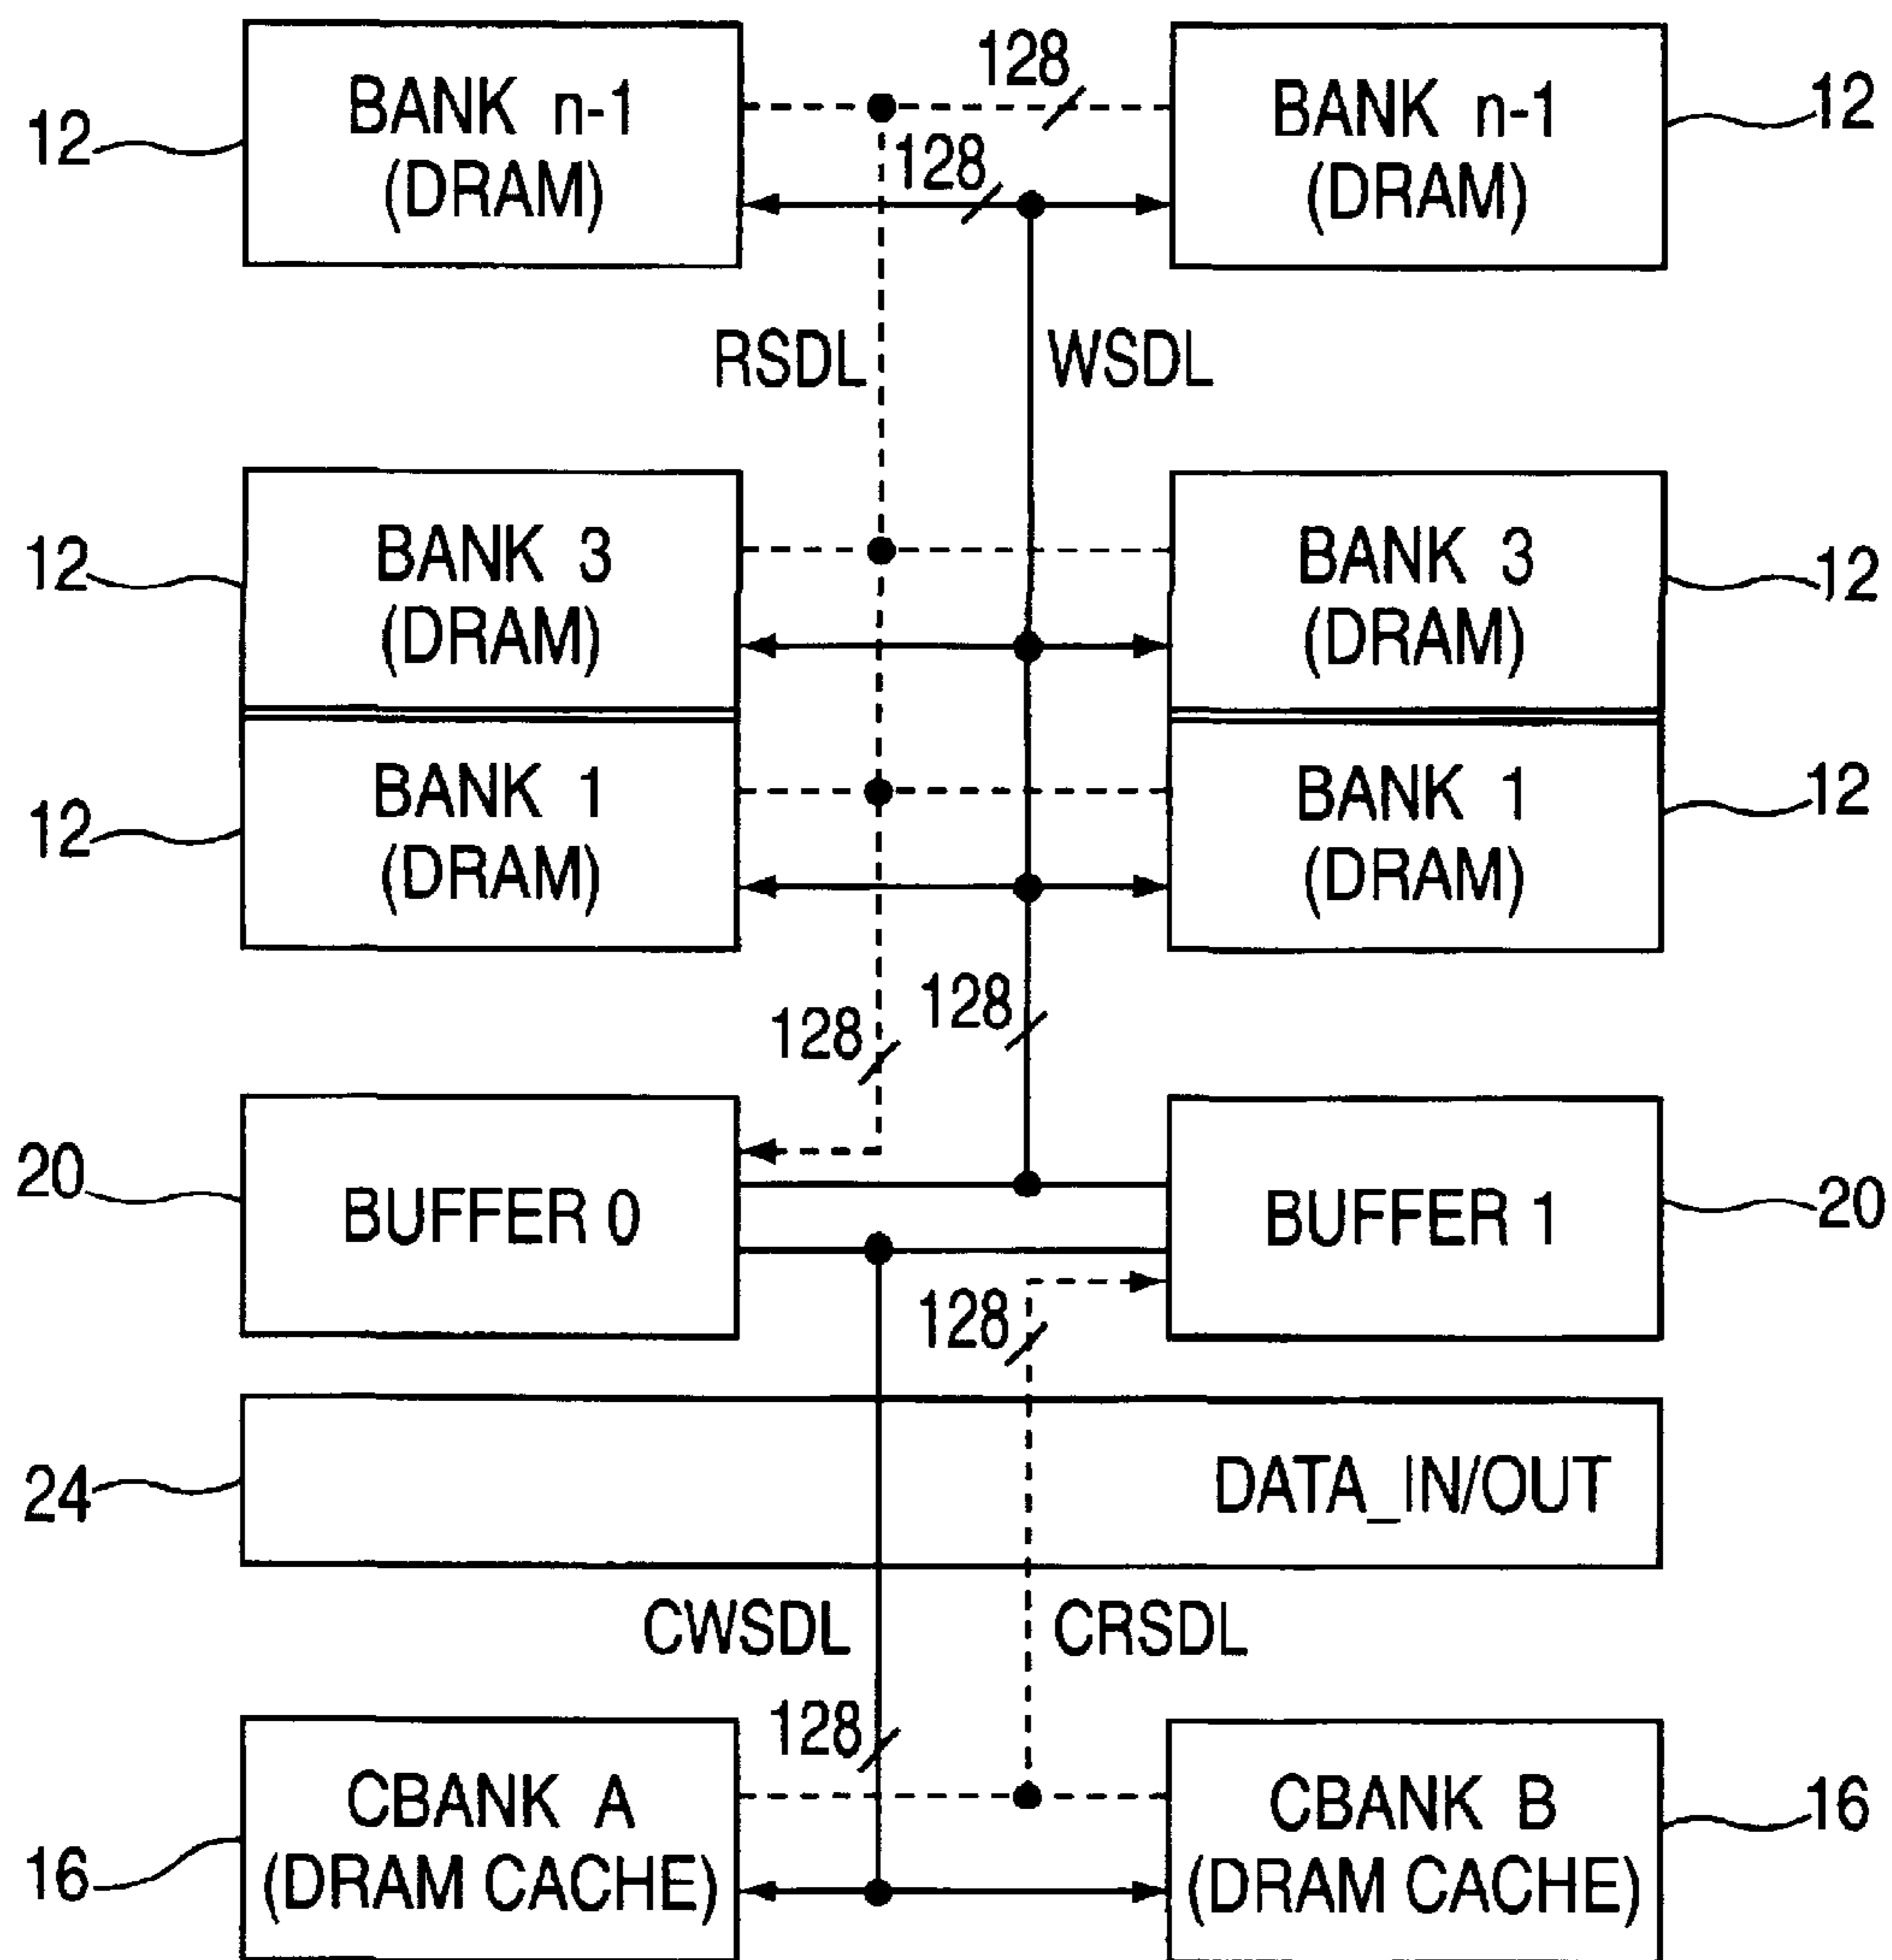 BANK n-1
(DRAM)
128
BANK n-1
(DRAM)
12
12
128
RSDL
WSDL
BANK 3
(DRAM)
BANK 3
(DRAM)
12
12
BANK 1
(DRAM)
BANK 1
(DRAM)
12
12
128
128
20
BUFFER 0
BUFFER 1
20
128
24
DATA_IN/OUT
CWSDL
CRSDL
128
CBANK A
(DRAM CACHE)
CBANK B
(DRAM CACHE)
16
16